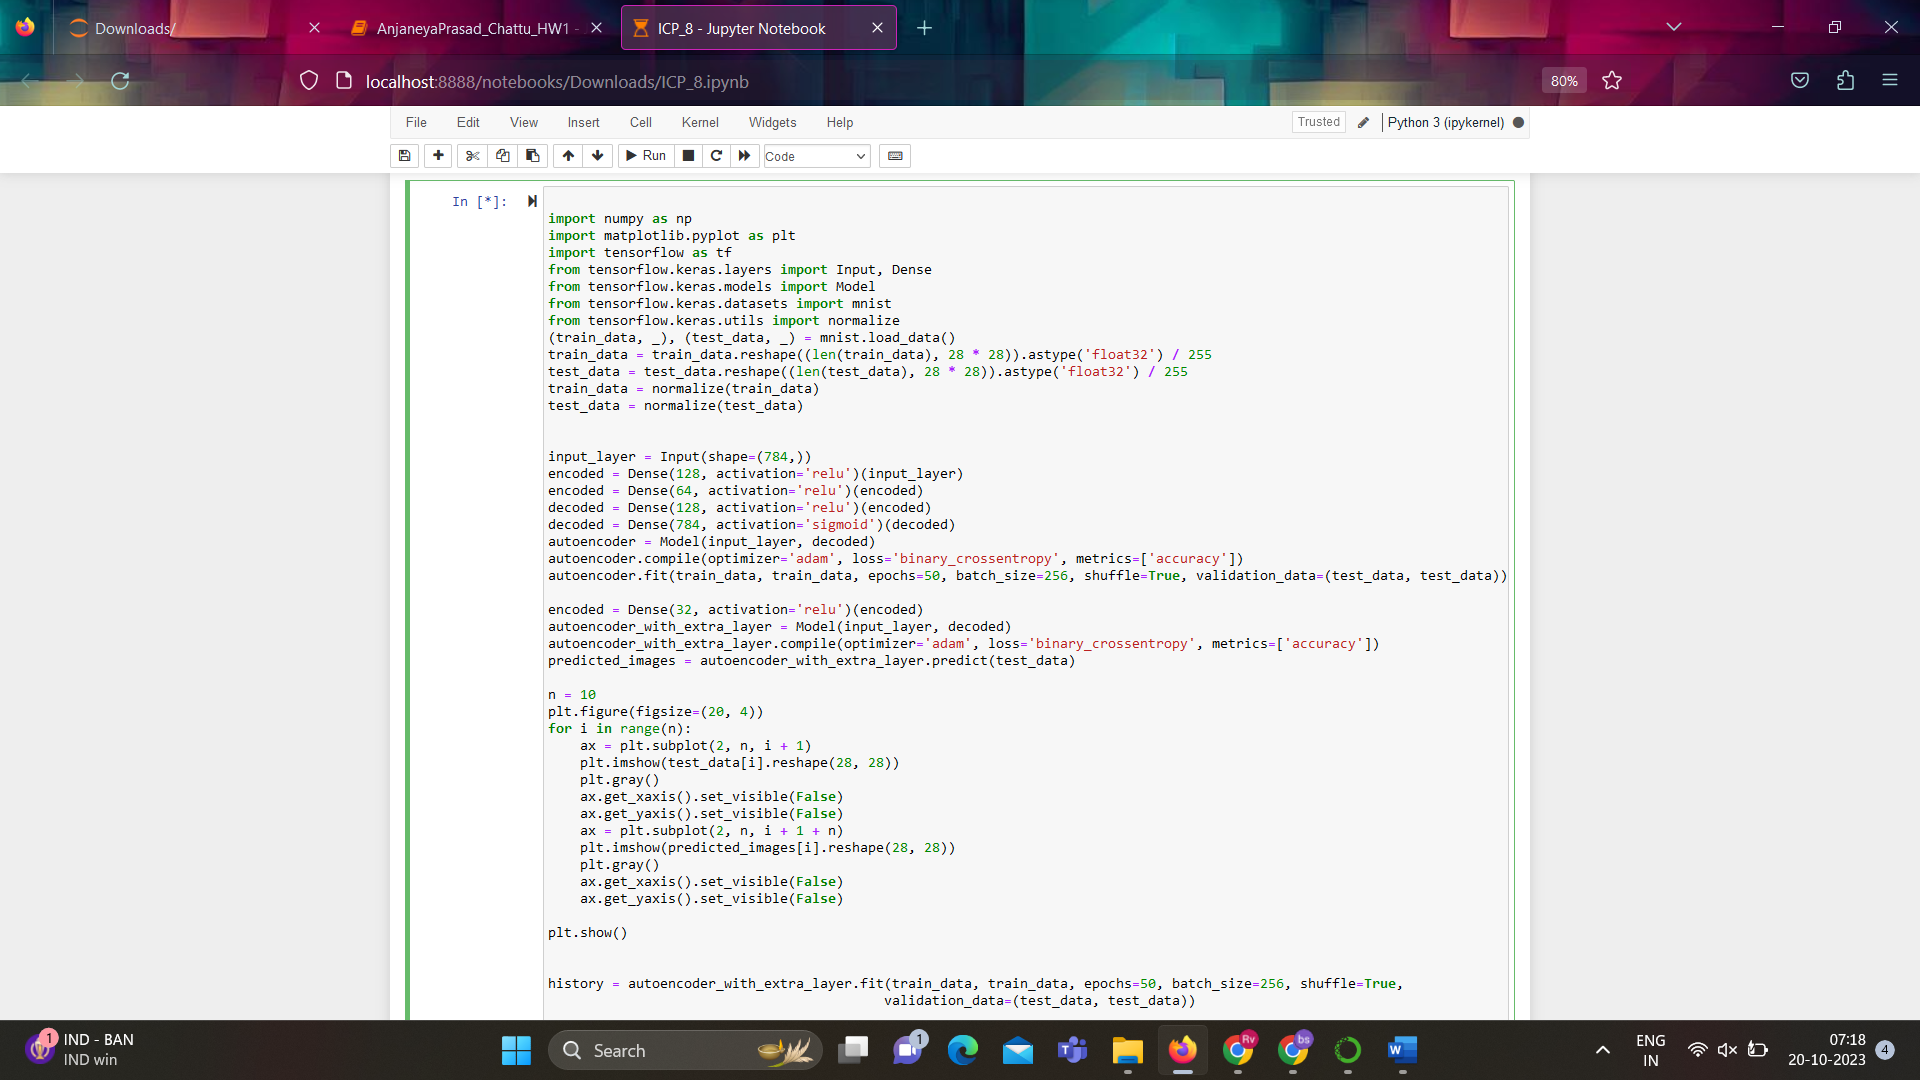 Downloads/
AnjaneyaPrasad_Chattu_HW1 -
ICP_8 - Jupyter Notebook
localhost:8888/notebooks/Downloads/ICP_8.ipynb
80%
File Edit View Insert Cell Kernel Widgets Help
Trusted
Python 3 (ipykernel)
Run
Code
In [*]:
import numpy as np
import matplotlib.pyplot as plt
import tensorflow as tf
from tensorflow.keras.layers import Input, Dense
from tensorflow.keras.models import Model
from tensorflow.keras.datasets import mnist
from tensorflow.keras.utils import normalize
(train_data, _), (test_data, _) = mnist.load_data()
train_data = train_data.reshape((len(train_data), 28 * 28)).astype('float32') / 255
test_data = test_data.reshape((len(test_data), 28 * 28)).astype('float32') / 255
train_data = normalize(train_data)
test_data = normalize(test_data)
input_layer = Input(shape=(784,))
encoded = Dense(128, activation='relu')(input_layer)
encoded = Dense(64, activation='relu')(encoded)
decoded = Dense(128, activation='relu')(encoded)
decoded = Dense(784, activation='sigmoid')(decoded)
autoencoder = Model(input_layer, decoded)
autoencoder.compile(optimizer='adam', loss='binary_crossentropy', metrics=['accuracy'])
autoencoder.fit(train_data, train_data, epochs=50, batch_size=256, shuffle=True, validation_data=(test_data, test_data))
encoded = Dense(32, activation='relu')(encoded)
autoencoder_with_extra_layer = Model(input_layer, decoded)
autoencoder_with_extra_layer.compile(optimizer='adam', loss='binary_crossentropy', metrics=['accuracy'])
predicted_images = autoencoder_with_extra_layer.predict(test_data)
n = 10
plt.figure(figsize=(20, 4))
for i in range(n):
    ax = plt.subplot(2, n, i + 1)
    plt.imshow(test_data[i].reshape(28, 28))
    plt.gray()
    ax.get_xaxis().set_visible(False)
    ax.get_yaxis().set_visible(False)
    ax = plt.subplot(2, n, i + 1 + n)
    plt.imshow(predicted_images[i].reshape(28, 28))
    plt.gray()
    ax.get_xaxis().set_visible(False)
    ax.get_yaxis().set_visible(False)
plt.show()
history = autoencoder_with_extra_layer.fit(train_data, train_data, epochs=50, batch_size=256, shuffle=True,
                                          validation_data=(test_data, test_data))
1
IND - BAN
IND win
Search
1
Rv
bs
ENG
IN
07:18
20-10-2023
4